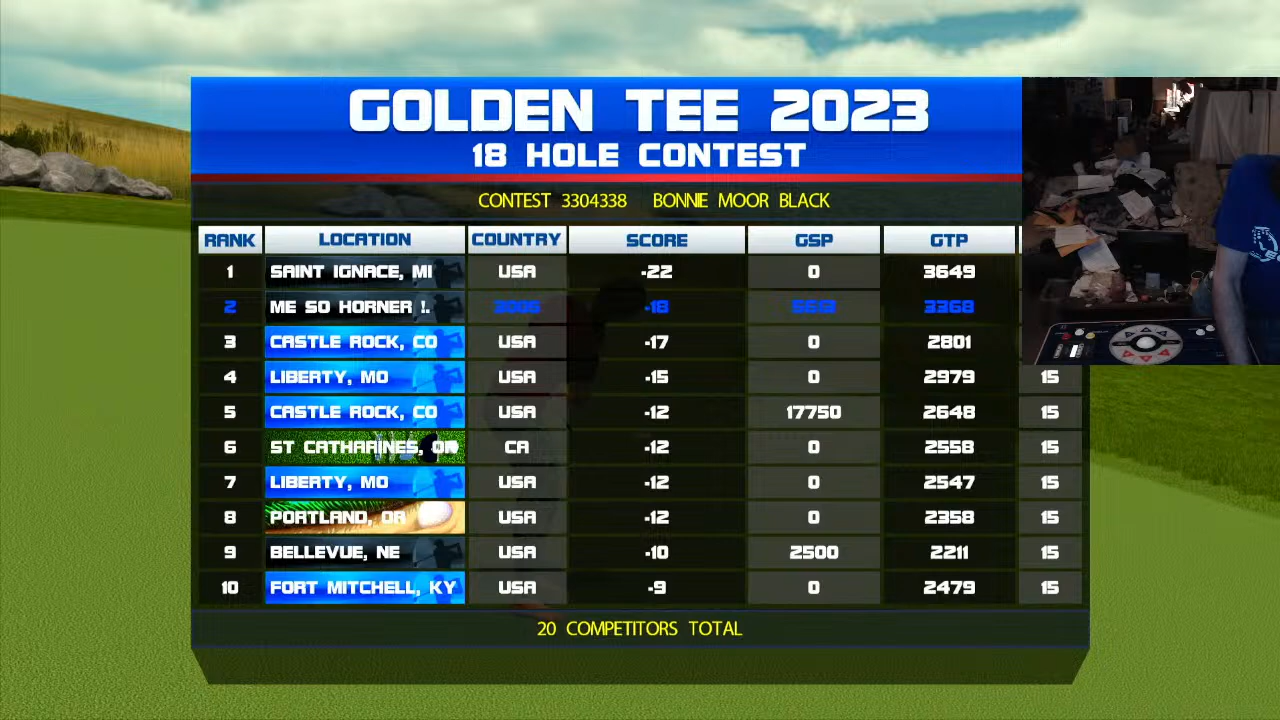 GOLDEN TEE 2023
18 HOLE CONTEST
CONTEST 3304338 BONNIE MOOR BLACK
RANK LOCATION COUNTRY SCORE GSP GTP
1 SAINT IGNACE, MI USA -22 0 3649
2 ME SO HORNER !. -18 3368
3 CASTLE ROCK, CO USA -17 0 2801
4 LIBERTY, MO USA -15 0 2979 15
5 CASTLE ROCK, CO USA -12 17750 2648 15
6 ST CATHARINES, CA -12 0 2558 15
7 LIBERTY, MO USA -12 0 2547 15
8 PORTLAND, OR USA -12 0 2358 15
9 BELLEVUE, NE USA -10 2500 2211 15
10 FORT MITCHELL, KY USA -9 0 2479 15
20 COMPETITORS TOTAL